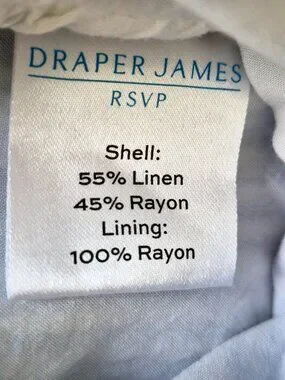 DRAPER JAMES
RSVP
Shell:
55% Linen
45% Rayon
Lining:
100% Rayon